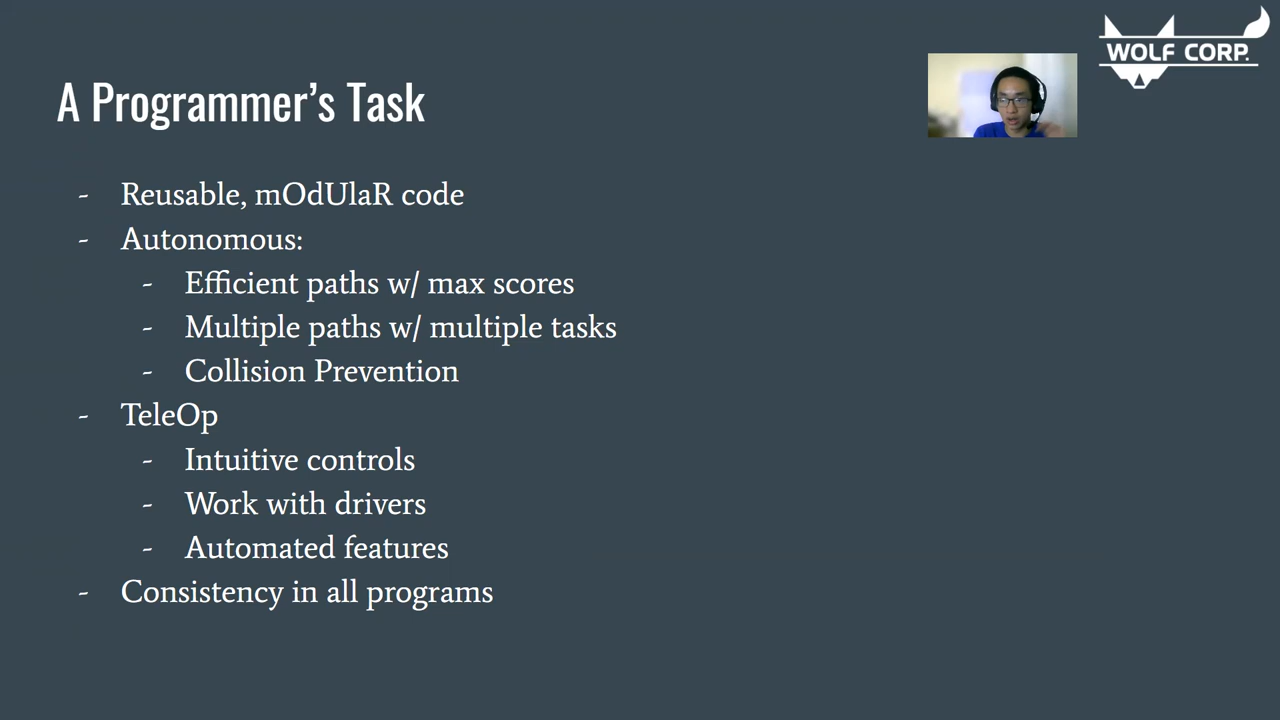 WOLF CORP.
A Programmer's Task
- Reusable, mOdUlaR code
- Autonomous:
- Efficient paths w/ max scores
- Multiple paths w/ multiple tasks
- Collision Prevention
- TeleOp
- Intuitive controls
- Work with drivers
- Automated features
- Consistency in all programs